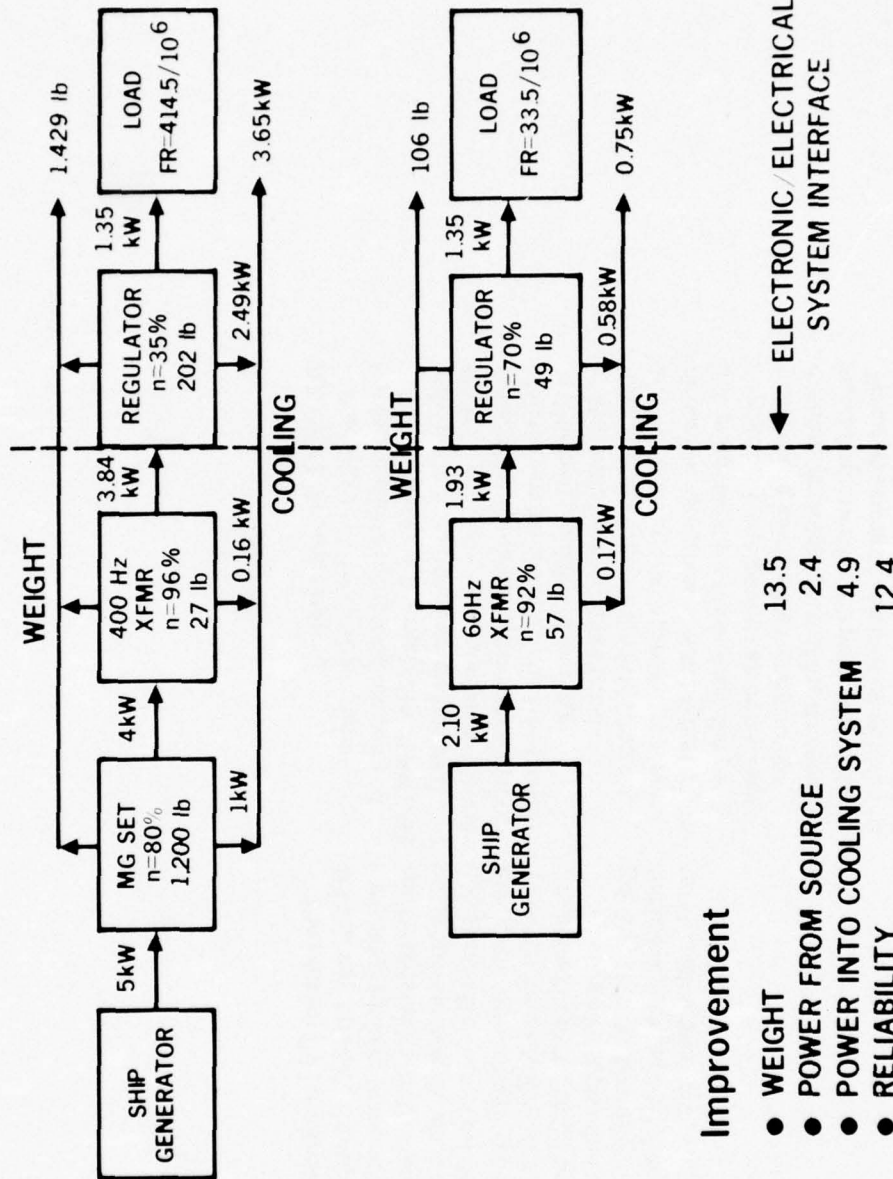 WEIGHT
1.429 lb
SHIP
GENERATOR
5kW
MG SET
n=80%
1,200 lb
4kW
400 Hz
XFMR
n=96%
27 lb
3.84
kW
REGULATOR
n=35%
202 lb
1.35
kW
LOAD
FR=414.5/10⁶
1kW
0.16 kW
2.49kW
3.65kW
COOLING
WEIGHT
106 lb
SHIP
GENERATOR
2.10
kW
60Hz
XFMR
n=92%
57 lb
1.93
kW
REGULATOR
n=70%
49 lb
1.35
kW
LOAD
FR=33.5/10⁶
0.17kW
0.58kW
0.75kW
COOLING
Improvement
● WEIGHT 13.5
● POWER FROM SOURCE 2.4
● POWER INTO COOLING SYSTEM 4.9
● RELIABILITY 12.4
← ELECTRONIC/ELECTRICAL
SYSTEM INTERFACE